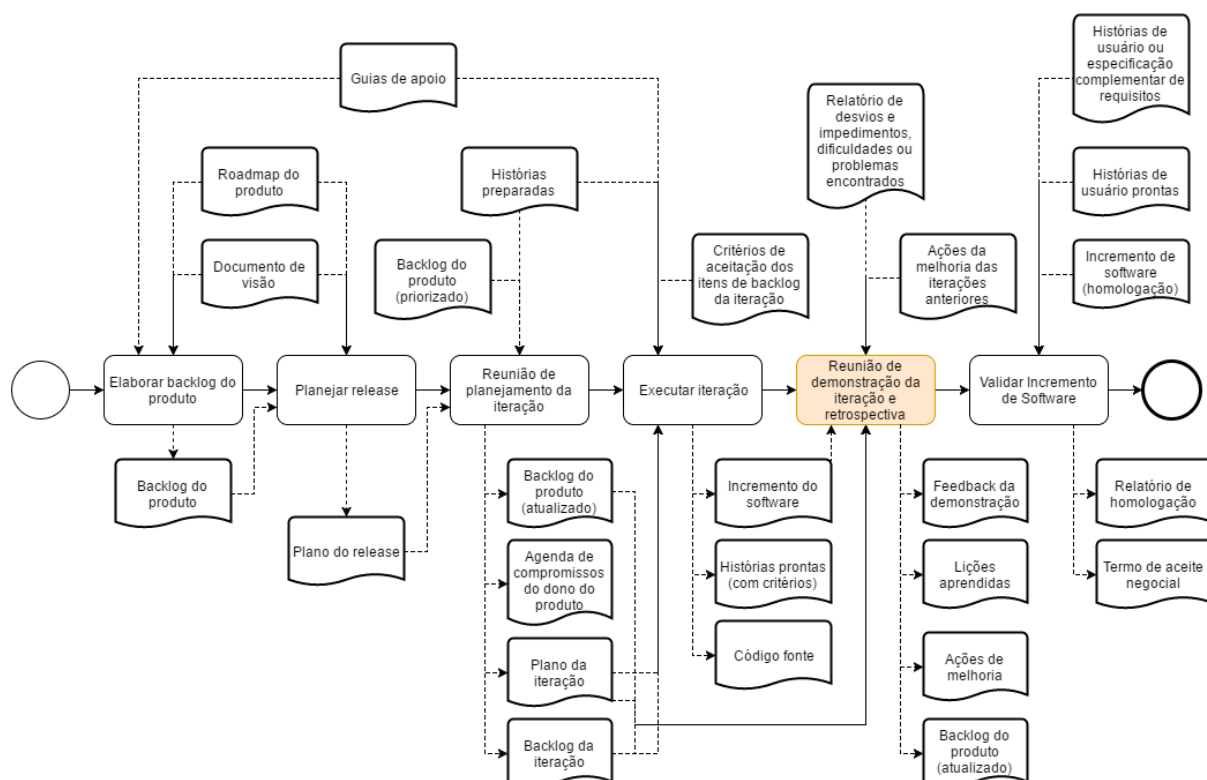 Guias de apoio
Histórias de
usuário ou
especificação
complementar de
requisitos
Relatório de
desvios e
impedimentos,
dificuldades ou
problemas
encontrados
Roadmap do
produto
Histórias
preparadas
Histórias de
usuário prontas
Documento de
visão
Backlog do
produto
(priorizado)
Critérios de
aceitação dos
itens de backlog
da iteração
Ações da
melhoria das
iterações
anteriores
Incremento de
software
(homologação)
Elaborar backlog do
produto
Planejar release
Reunião de
planejamento da
iteração
Executar iteração
Reunião de
demonstração da
iteração e
retrospectiva
Validar Incremento
de Software
Backlog do
produto
Plano do release
Backlog do
produto
(atualizado)
Agenda de
compromissos
do dono do
produto
Plano da
iteração
Backlog da
iteração
Incremento do
software
Histórias prontas
(com critérios)
Código fonte
Feedback da
demonstração
Lições
aprendidas
Ações de
melhoria
Backlog do
produto
(atualizado)
Relatório de
homologação
Termo de aceite
negocial